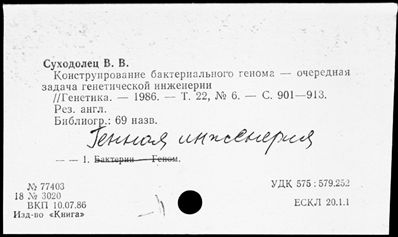 Суходолец В. В.
Конструирование бактериального генома — очередная
задача генетической инженерии
//Генетика. — 1986. — Т. 22, № 6. — С. 901—913.
Рез. англ.
Библиогр.: 69 назв.
Генная инженерия
— — 1. Бактерии — Геном.
№ 77403
18 № 3020
ВКП 10.07.86
Изд-во «Книга»
УДК 575 : 579.252
ЕСКЛ 20.1.1